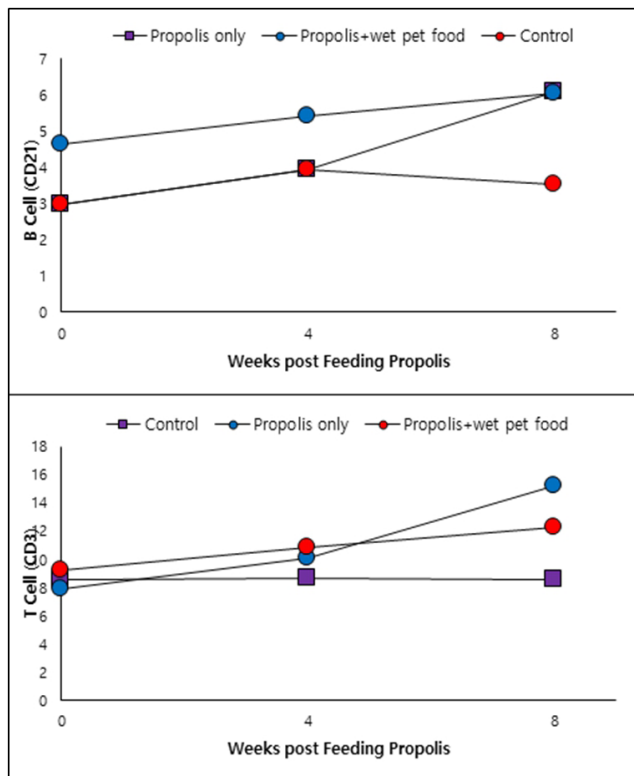 Propolis only Propolis+wet pet food Control
7
6
5
4
3
2
1
0
B Cell (CD21)
0 4 8
Weeks post Feeding Propolis
Control Propolis only Propolis+wet pet food
18
16
14
12
10
8
6
4
2
0
T Cell (CD3)
0 4 8
Weeks post Feeding Propolis